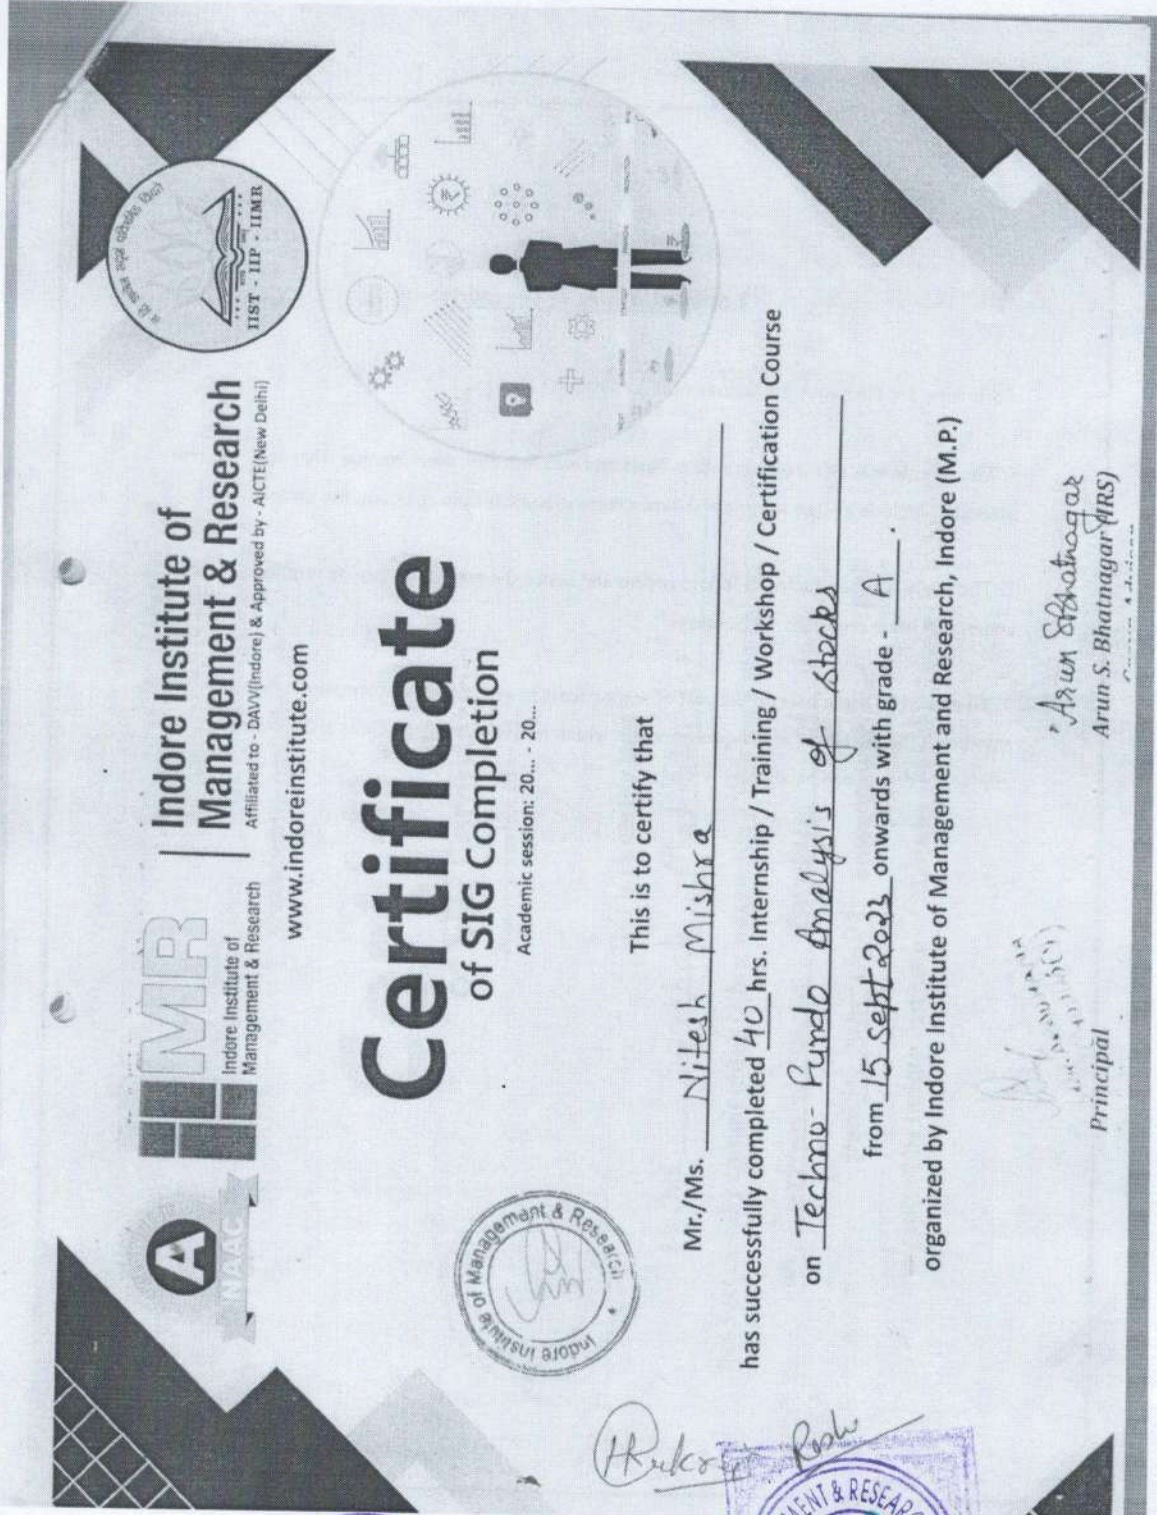 A
NAAC
IIMR
Indore Institute of
Management & Research
Indore Institute of
Management & Research
Affiliated to - DAVV(Indore) & Approved by - AICTE(New Delhi)
IIST - IIP - IIMR
www.indoreinstitute.com
Certificate
of SIG Completion
Academic session: 20... - 20...
Indore Institute of Management & Research
This is to certify that
Mr./Ms. Nitesh Mishra
has successfully completed 40 hrs. Internship / Training / Workshop / Certification Course
on Techno- Fundo Analysis of stocks
from 15 sept 2023 onwards with grade - A.
organized by Indore Institute of Management and Research, Indore (M.P.)
Arun S Bhatnagar
Principal
Arun S. Bhatnagar (IRS)
MENT & RESEAR